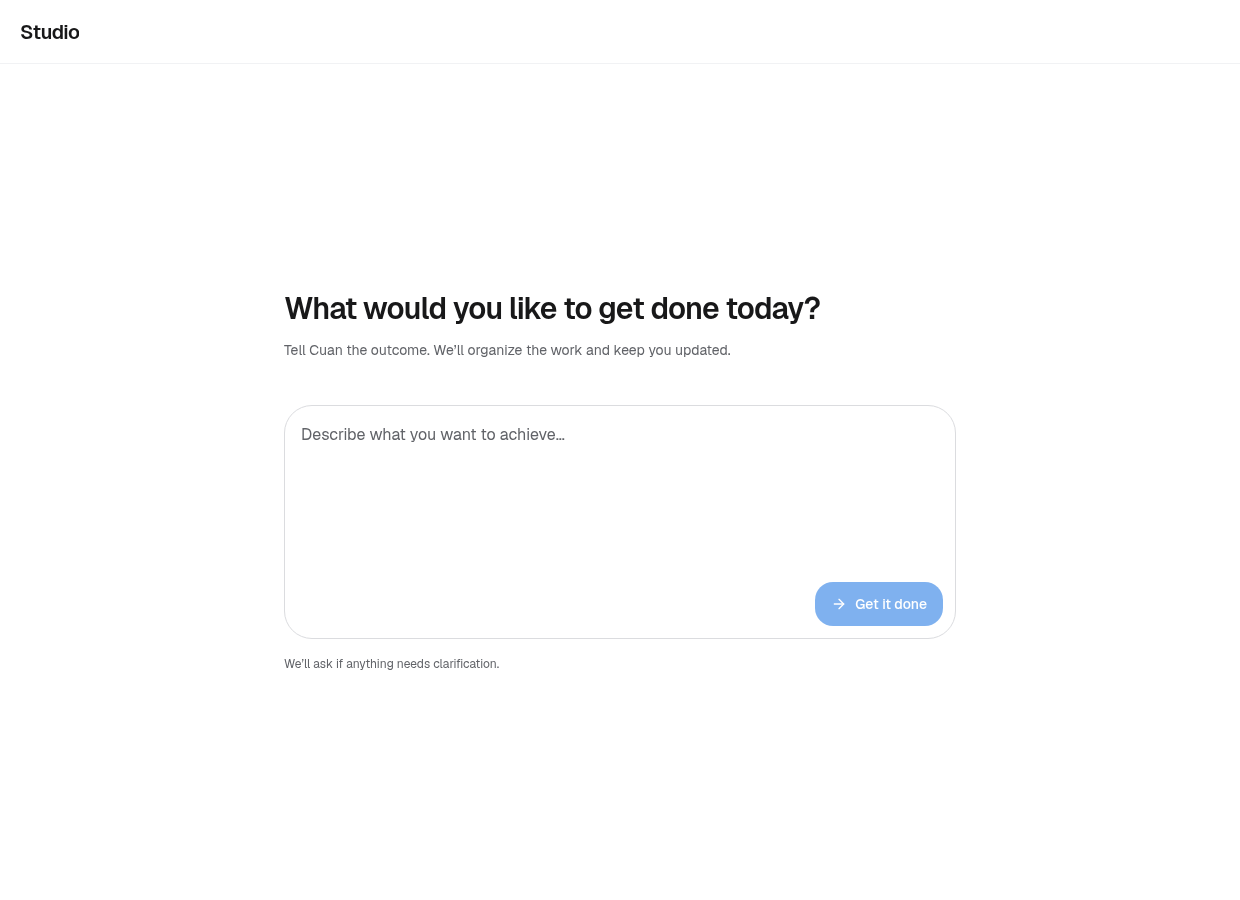 Studio
What would you like to get done today?
Tell Cuan the outcome. We'll organize the work and keep you updated.
Describe what you want to achieve...
Get it done
We'll ask if anything needs clarification.